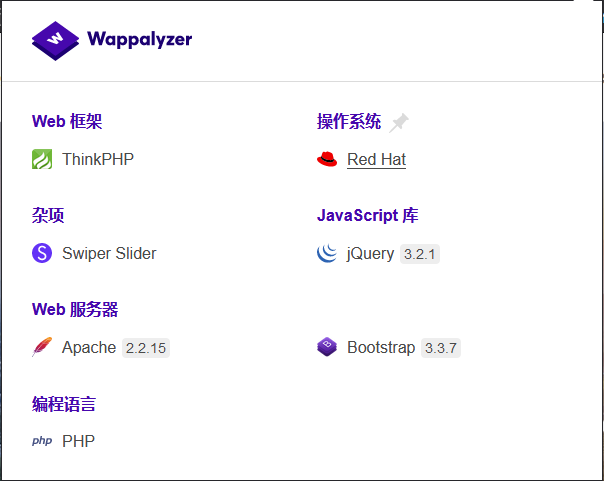 Wappalyzer
Web 框架
ThinkPHP
杂项
Swiper Slider
Web 服务器
Apache 2.2.15
编程语言
php PHP
操作系统
Red Hat
JavaScript 库
jQuery 3.2.1
Bootstrap 3.3.7